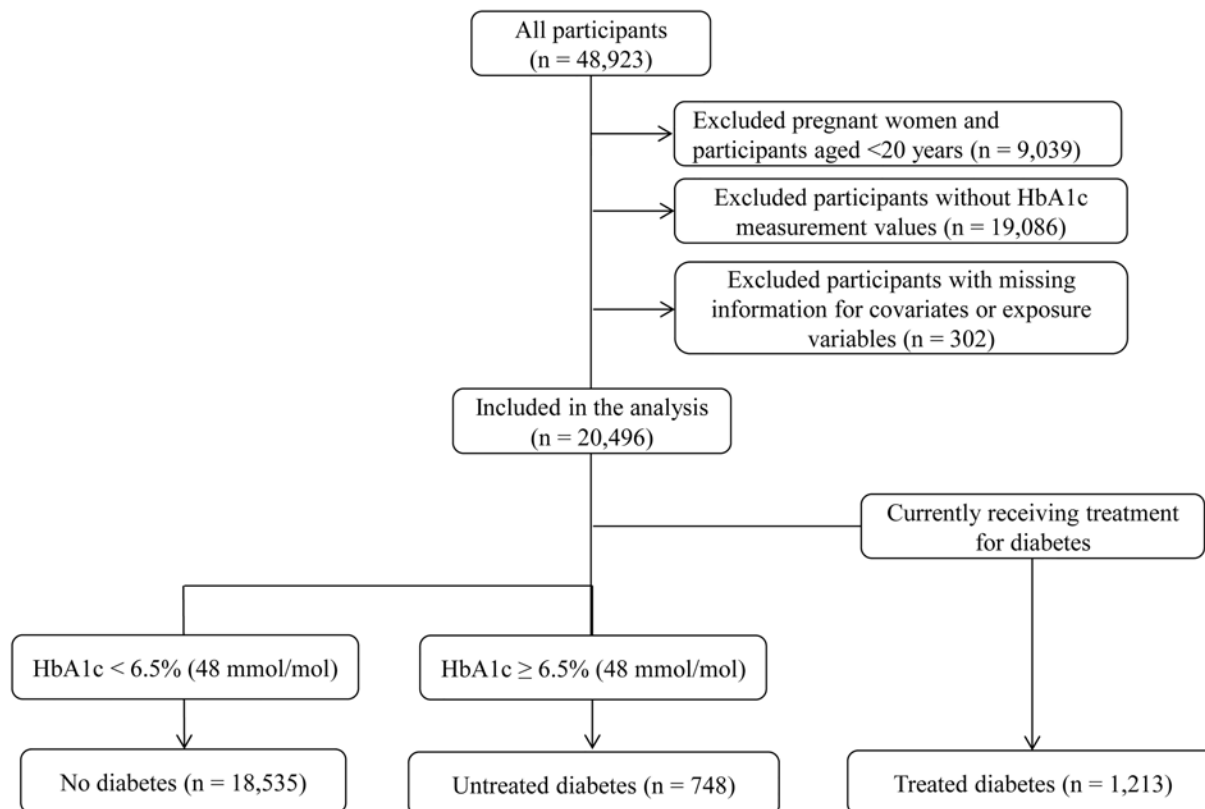 All participants
(n = 48,923)
Excluded pregnant women and
participants aged <20 years (n = 9,039)
Excluded participants without HbA1c
measurement values (n = 19,086)
Excluded participants with missing
information for covariates or exposure
variables (n = 302)
Included in the analysis
(n = 20,496)
Currently receiving treatment
for diabetes
HbA1c < 6.5% (48 mmol/mol)
HbA1c ≥ 6.5% (48 mmol/mol)
No diabetes (n = 18,535)
Untreated diabetes (n = 748)
Treated diabetes (n = 1,213)